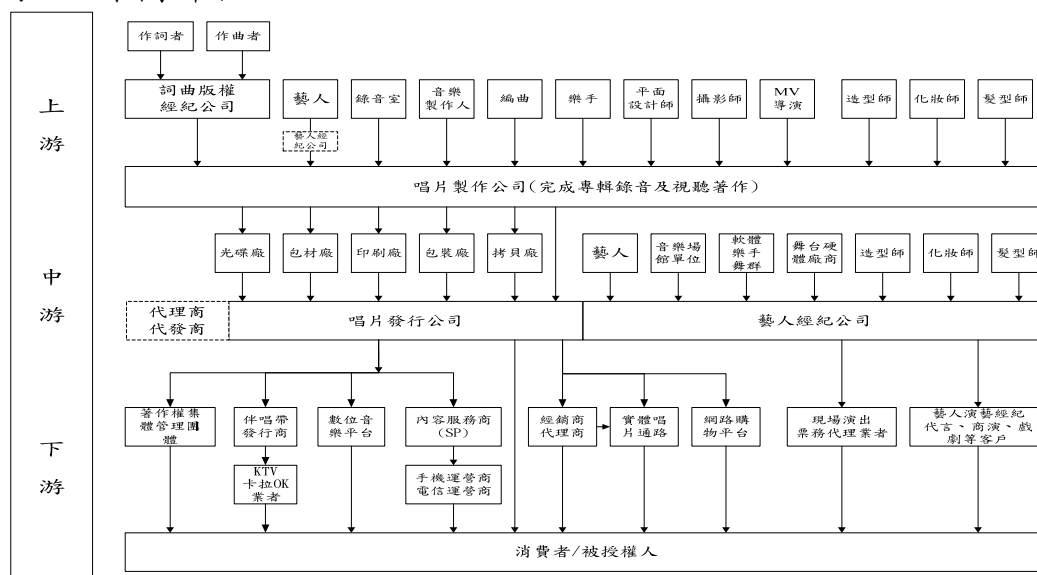 上
游
中
游
下
游
作詞者
作曲者
詞曲版權
經紀公司
藝人
錄音室
音樂
製作人
編曲
樂手
平面
設計師
攝影師
MV
導演
造型師
化妝師
髮型師
藝人經
紀公司
唱片製作公司(完成專輯錄音及視聽著作)
光碟廠
包材廠
印刷廠
包裝廠
拷貝廠
藝人
音樂場
館單位
軟體
樂手
舞群
舞台硬
體廠商
造型師
化妝師
髮型師
代理商
代發商
唱片發行公司
藝人經紀公司
著作權集
體管理團
體
伴唱帶
發行商
數位音
樂平台
內容服務商
(SP)
經銷商
代理商
實體唱
片通路
網路購
物平台
現場演出
票務代理業者
藝人演藝經紀
代言、商演、戲
劇等客戶
KTV
卡拉OK
業者
手機運營商
電信運營商
消費者/被授權人